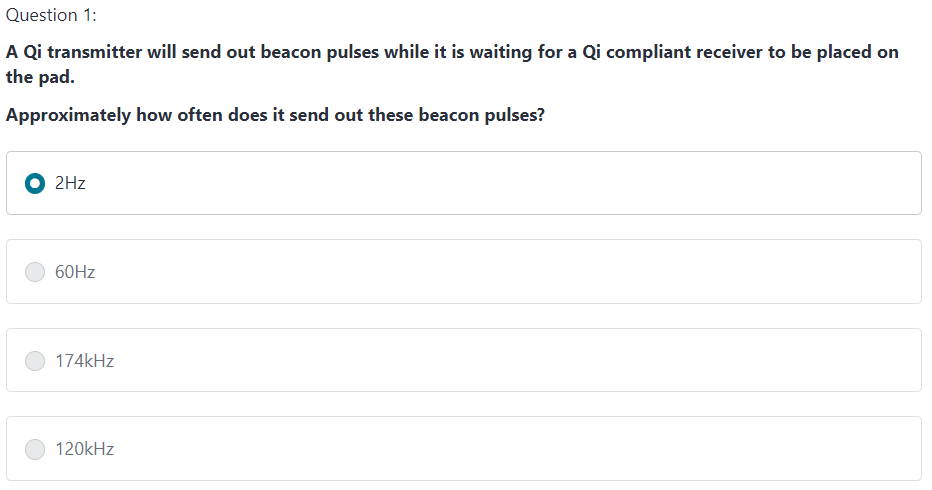 Question 1:
A Qi transmitter will send out beacon pulses while it is waiting for a Qi compliant receiver to be placed on
the pad.
Approximately how often does it send out these beacon pulses?
2Hz
60Hz
174kHz
120kHz